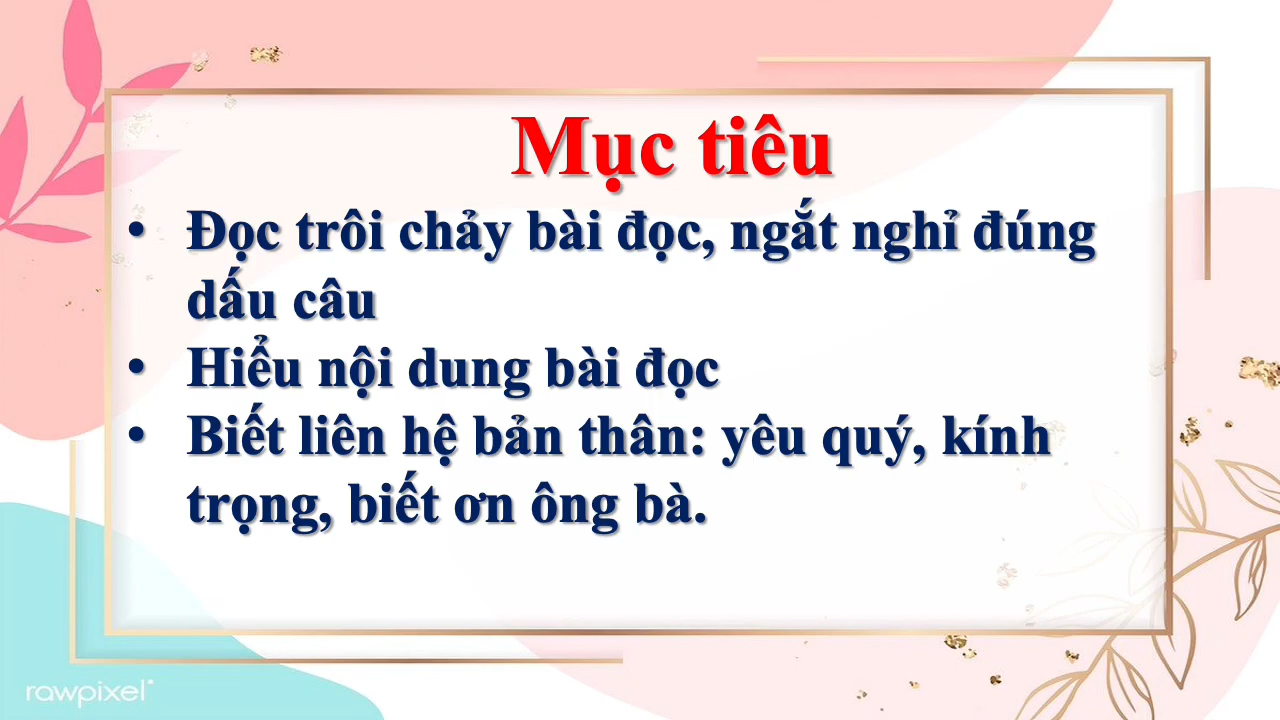 Mục tiêu
• Đọc trôi chảy bài đọc, ngắt nghỉ đúng
dấu câu
• Hiểu nội dung bài đọc
• Biết liên hệ bản thân: yêu quý, kính
trọng, biết ơn ông bà.
rawpixel